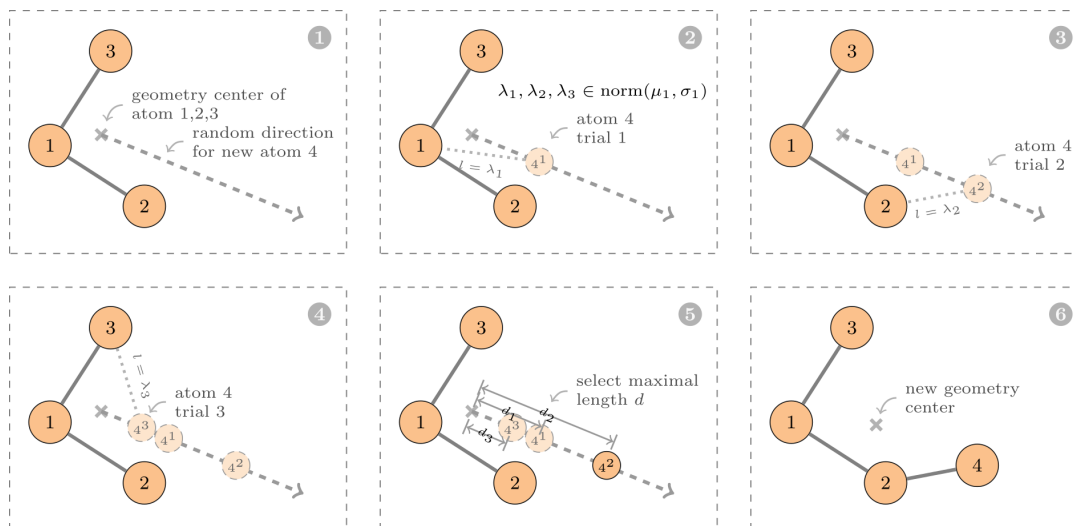 1
3
geometry center of
atom 1,2,3
random direction
for new atom 4
1
2
2
3
λ₁, λ₂, λ₃ ∈ norm(μ₁, σ₁)
atom 4
trial 1
1
l = λ₁
4¹
2
3
3
atom 4
trial 2
1
4¹
4²
2
l = λ₂
4
3
l = λ₃
atom 4
trial 3
1
4³
4¹
4²
2
5
3
select maximal
length d
d₁
d₂
d₃
1
4³
4¹
4²
2
6
3
new geometry
center
1
2
4